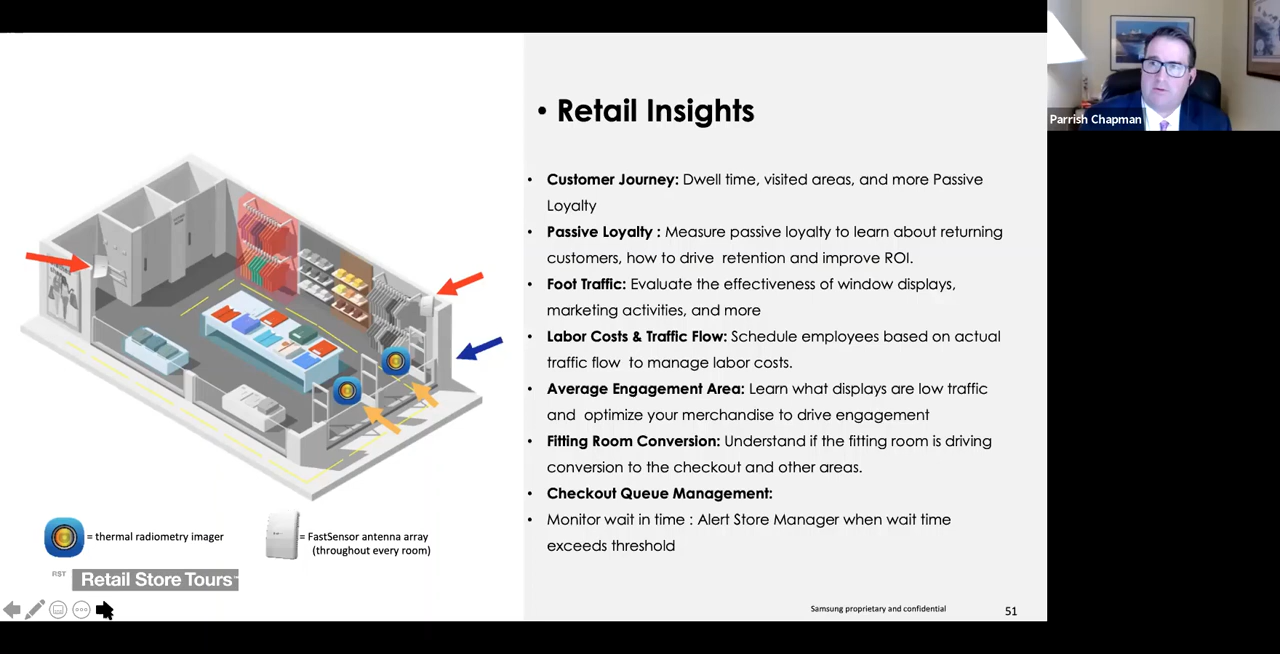 • Retail Insights
• Customer Journey: Dwell time, visited areas, and more Passive
Loyalty
• Passive Loyalty : Measure passive loyalty to learn about returning
customers, how to drive retention and improve ROI.
• Foot Traffic: Evaluate the effectiveness of window displays,
marketing activities, and more
• Labor Costs & Traffic Flow: Schedule employees based on actual
traffic flow to manage labor costs.
• Average Engagement Area: Learn what displays are low traffic
and optimize your merchandise to drive engagement
• Fitting Room Conversion: Understand if the fitting room is driving
conversion to the checkout and other areas.
• Checkout Queue Management:
• Monitor wait in time : Alert Store Manager when wait time
exceeds threshold
= thermal radiometry imager
= FastSensor antenna array
(throughout every room)
RST
Retail Store Tours
Samsung proprietary and confidential
51
Parrish Chapman